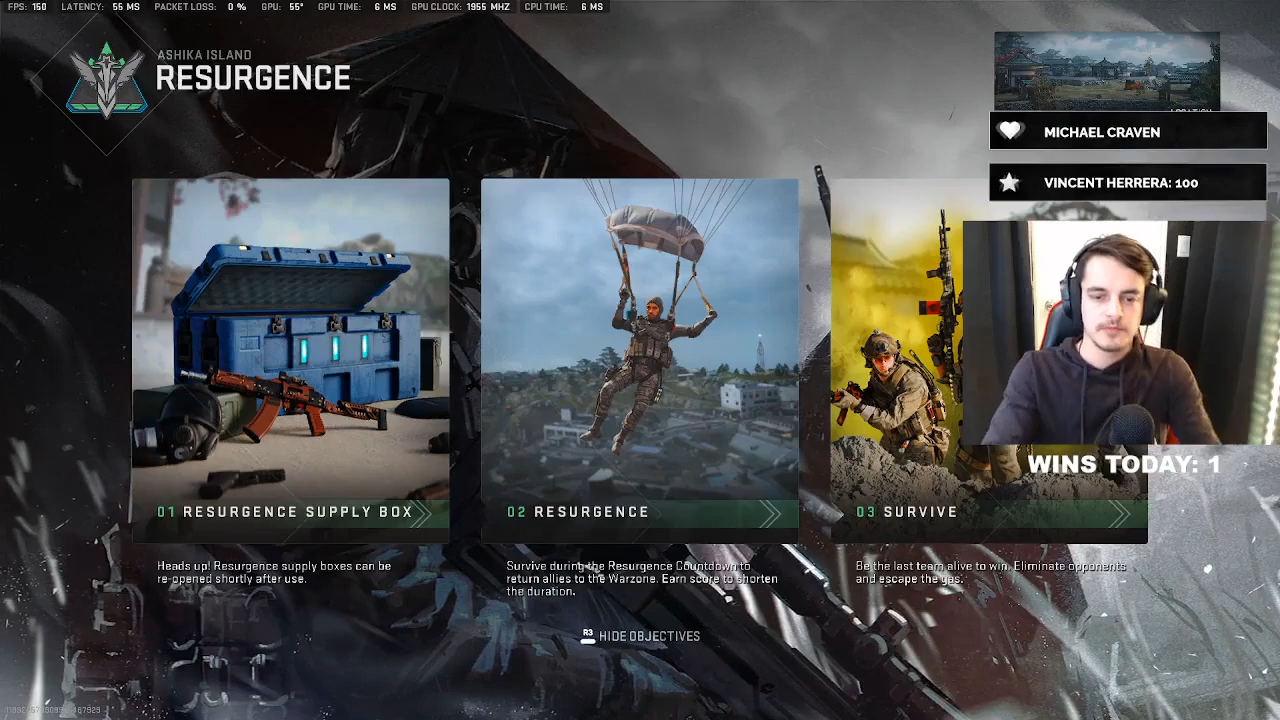 FPS: 150 LATENCY: 55 MS PACKET LOSS: 0 % GPU: 55° GPU TIME: 6 MS GPU CLOCK: 1955 MHZ CPU TIME: 6 MS
ASHIKA ISLAND
RESURGENCE
MICHAEL CRAVEN
VINCENT HERRERA: 100
WINS TODAY: 1
01 RESURGENCE SUPPLY BOX
Heads up! Resurgence supply boxes can be
re-opened shortly after use.
02 RESURGENCE
Survive during the Resurgence Countdown to
return allies to the Warzone. Earn score to shorten
the duration.
03 SURVIVE
Be the last team alive to win. Eliminate opponents
and escape the gas.
R3 HIDE OBJECTIVES